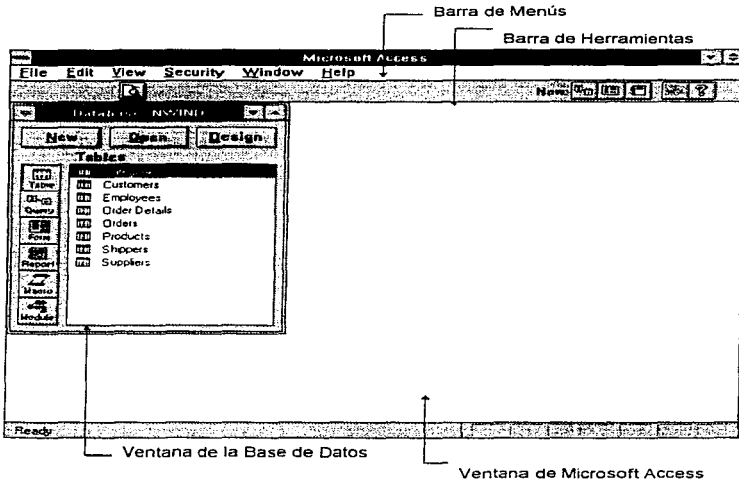 Barra de Menús
Barra de Herramientas
Microsoft Access
File Edit View Security Window Help
New:
Database: NWIND
New Open Design
Tables
Table
Query
Form
Report
Macro
Module
Customers
Employees
Order Details
Orders
Products
Shippers
Suppliers
Ready
Ventana de la Base de Datos
Ventana de Microsoft Access